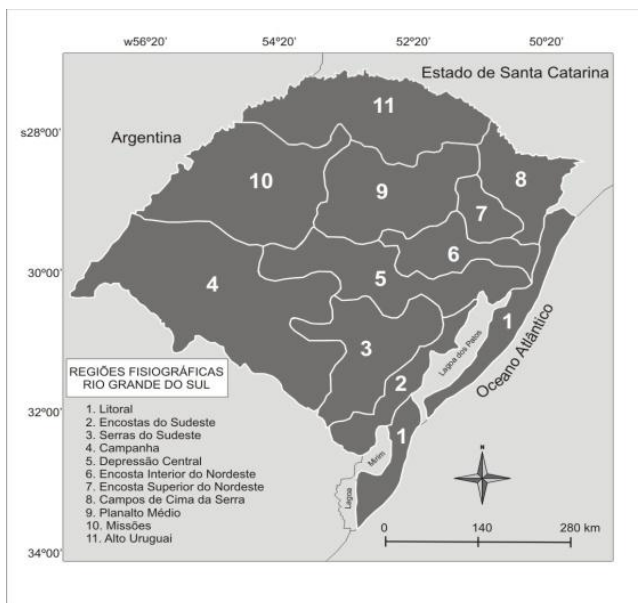 w56°20' 54°20' 52°20' 50°20'
Estado de Santa Catarina
11
s28°00'
Argentina
8
10
9
7
6
30°00'
4
5
1
Lagoa dos Patos
Oceano Atlântico
3
REGIÕES FISIOGRÁFICAS
RIO GRANDE DO SUL
2
32°00'
1
1. Litoral
2. Encostas do Sudeste
3. Serras do Sudeste
4. Campanha
5. Depressão Central
6. Encosta Interior do Nordeste
7. Encosta Superior do Nordeste
8. Campos de Cima da Serra
9. Planalto Médio
10. Missões
11. Alto Uruguai
Mirim
Lagoa
N
0 140 280 km
34°00'